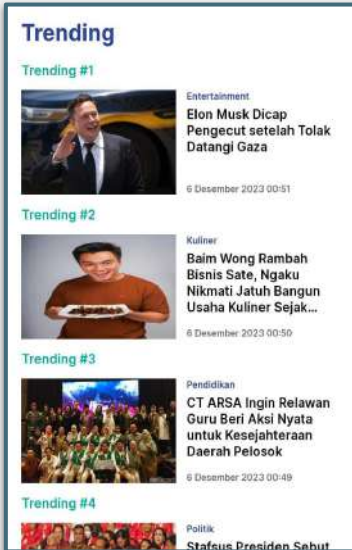 Trending
Trending #1
Entertainment
Elon Musk Dicap
Pengecut setelah Tolak
Datangi Gaza
6 Desember 2023 00:51
Trending #2
Kuliner
Baim Wong Rambah
Bisnis Sate, Ngaku
Nikmati Jatuh Bangun
Usaha Kuliner Sejak...
6 Desember 2023 00:50
Trending #3
Pendidikan
CT ARSA Ingin Relawan
Guru Beri Aksi Nyata
untuk Kesejahteraan
Daerah Pelosok
6 Desember 2023 00:49
Trending #4
Politik
Stafsus Presiden Sebut